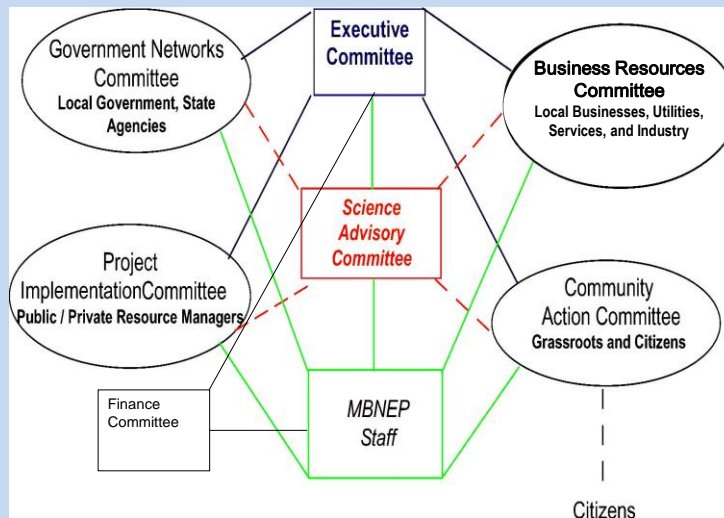 Government Networks
Committee
Local Government, State
Agencies
Executive
Committee
Business Resources
Committee
Local Businesses, Utilities,
Services, and Industry
Science
Advisory
Committee
Project
ImplementationCommittee
Public / Private Resource Managers
Community
Action Committee
Grassroots and Citizens
Finance
Committee
MBNEP
Staff
Citizens